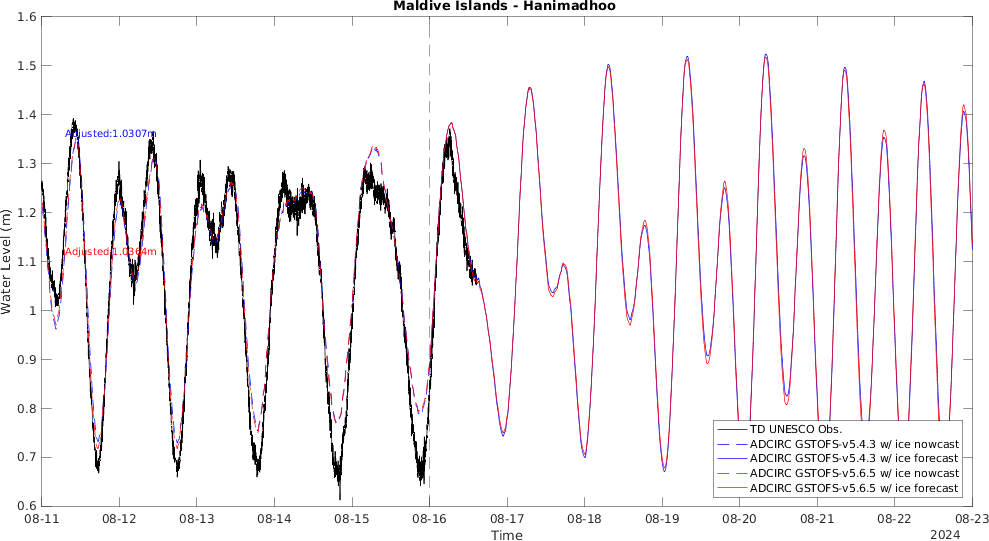 Maldive Islands - Hanimadhoo
Water Level (m)
1.6
1.5
1.4
1.3
1.2
1.1
1
0.9
0.8
0.7
0.6
Adjusted:1.0307m
Adjusted:1.0364m
TD UNESCO Obs.
ADCIRC GSTOFS-v5.4.3 w/ ice nowcast
ADCIRC GSTOFS-v5.4.3 w/ ice forecast
ADCIRC GSTOFS-v5.6.5 w/ ice nowcast
ADCIRC GSTOFS-v5.6.5 w/ ice forecast
08-11 08-12 08-13 08-14 08-15 08-16 08-17 08-18 08-19 08-20 08-21 08-22 08-23
Time
2024